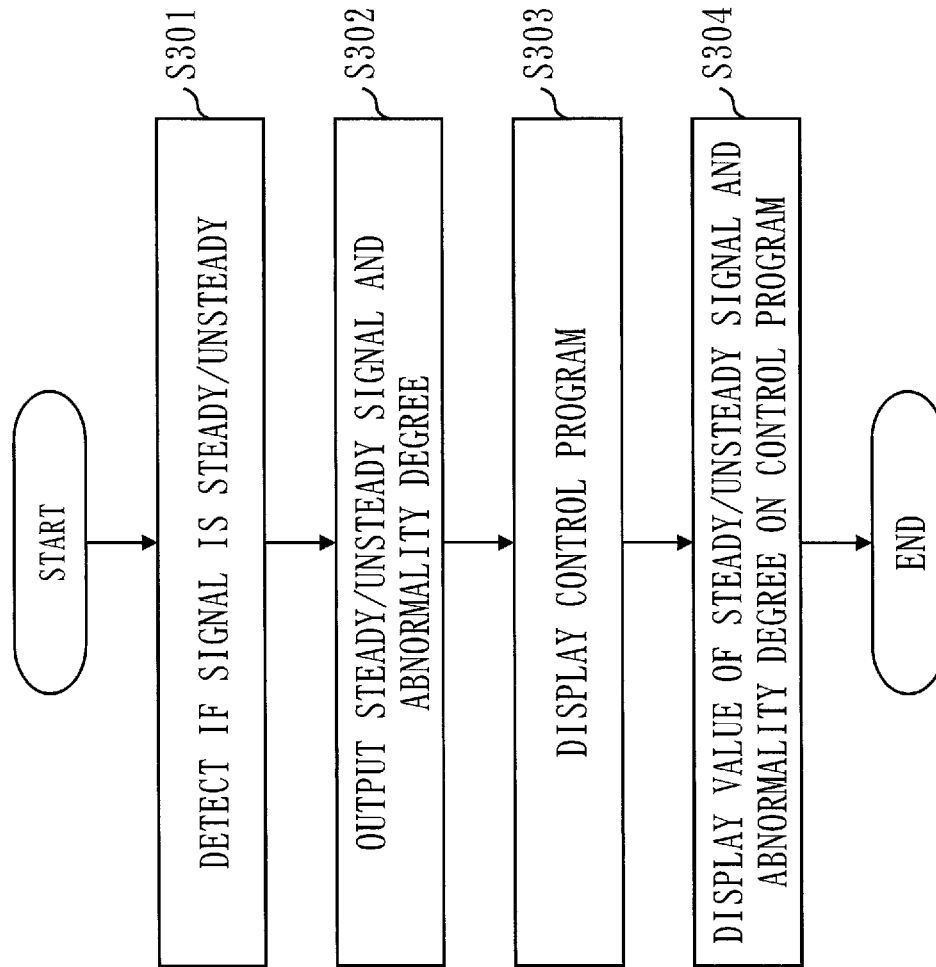 START
S301
DETECT IF SIGNAL IS STEADY/UNSTEADY
S302
OUTPUT STEADY/UNSTEADY SIGNAL AND
ABNORMALITY DEGREE
S303
DISPLAY CONTROL PROGRAM
S304
DISPLAY VALUE OF STEADY/UNSTEADY SIGNAL AND
ABNORMALITY DEGREE ON CONTROL PROGRAM
END